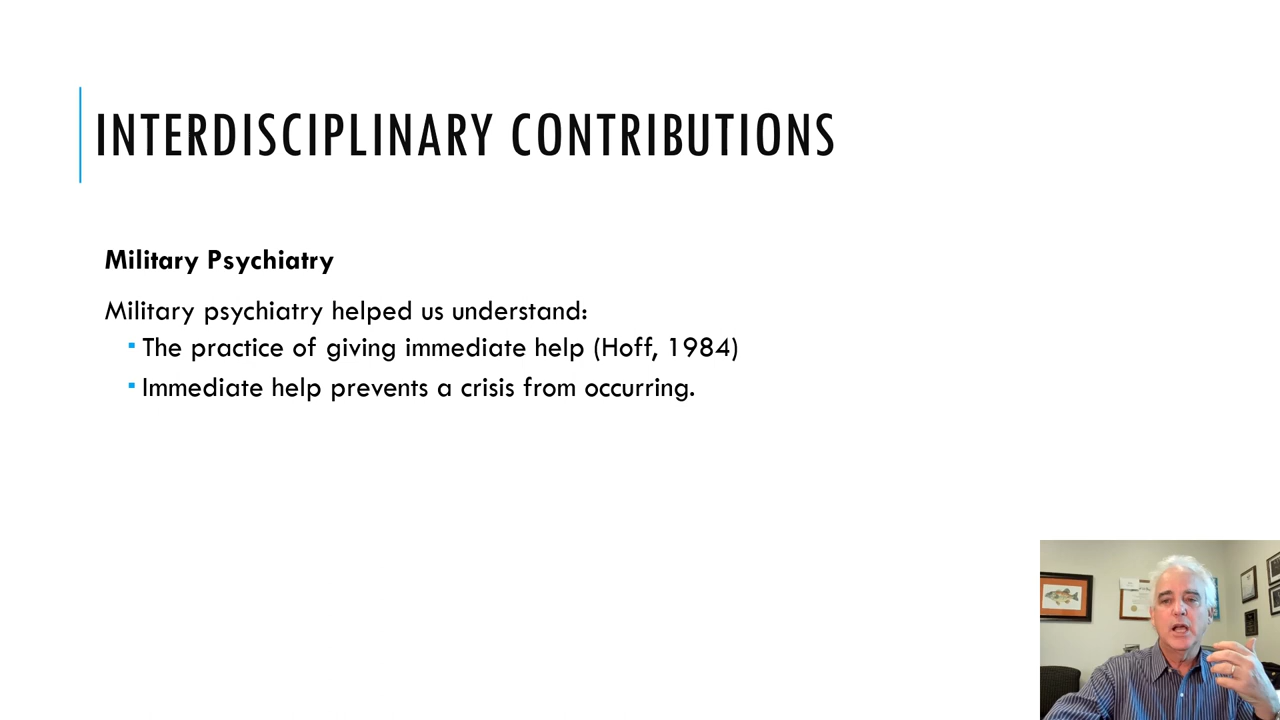 INTERDISCIPLINARY CONTRIBUTIONS
Military Psychiatry
Military psychiatry helped us understand:
▪ The practice of giving immediate help (Hoff, 1984)
▪ Immediate help prevents a crisis from occurring.